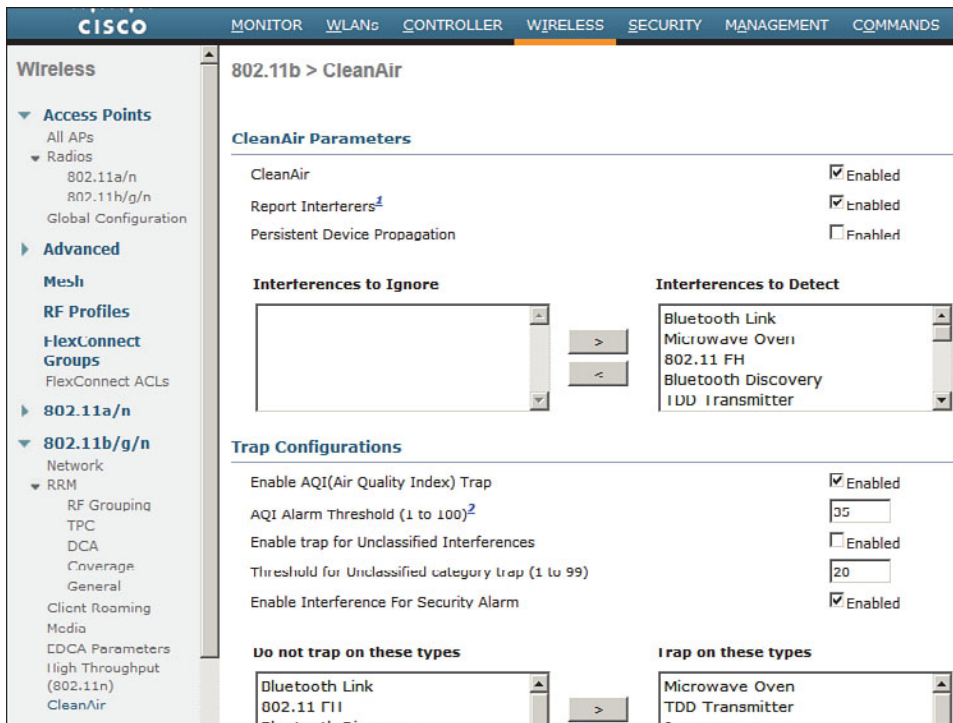 CISCO
MONITOR WLANs CONTROLLER WIRELESS SECURITY MANAGEMENT COMMANDS
Wireless
Access Points
All APs
Radios
802.11a/n
802.11b/g/n
Global Configuration
Advanced
Mesh
RF Profiles
FlexConnect
Groups
FlexConnect ACLs
802.11a/n
802.11b/g/n
Network
RRM
RF Grouping
TPC
DCA
Coverage
General
Client Roaming
Media
EDCA Parameters
High Throughput
(802.11n)
CleanAir
802.11b > CleanAir
CleanAir Parameters
CleanAir Enabled
Report Interferers1 Enabled
Persistent Device Propagation Enabled
Interferences to Ignore Interferences to Detect
> 
<
Bluetooth Link
Microwave Oven
802.11 FH
Bluetooth Discovery
TDD Transmitter
Trap Configurations
Enable AQI(Air Quality Index) Trap Enabled
AQI Alarm Threshold (1 to 100)2 35
Enable trap for Unclassified Interferences Enabled
Threshold for Unclassified category trap (1 to 99) 20
Enable Interference For Security Alarm Enabled
Do not trap on these types Trap on these types
Bluetooth Link
802.11 FH
>
Microwave Oven
TDD Transmitter